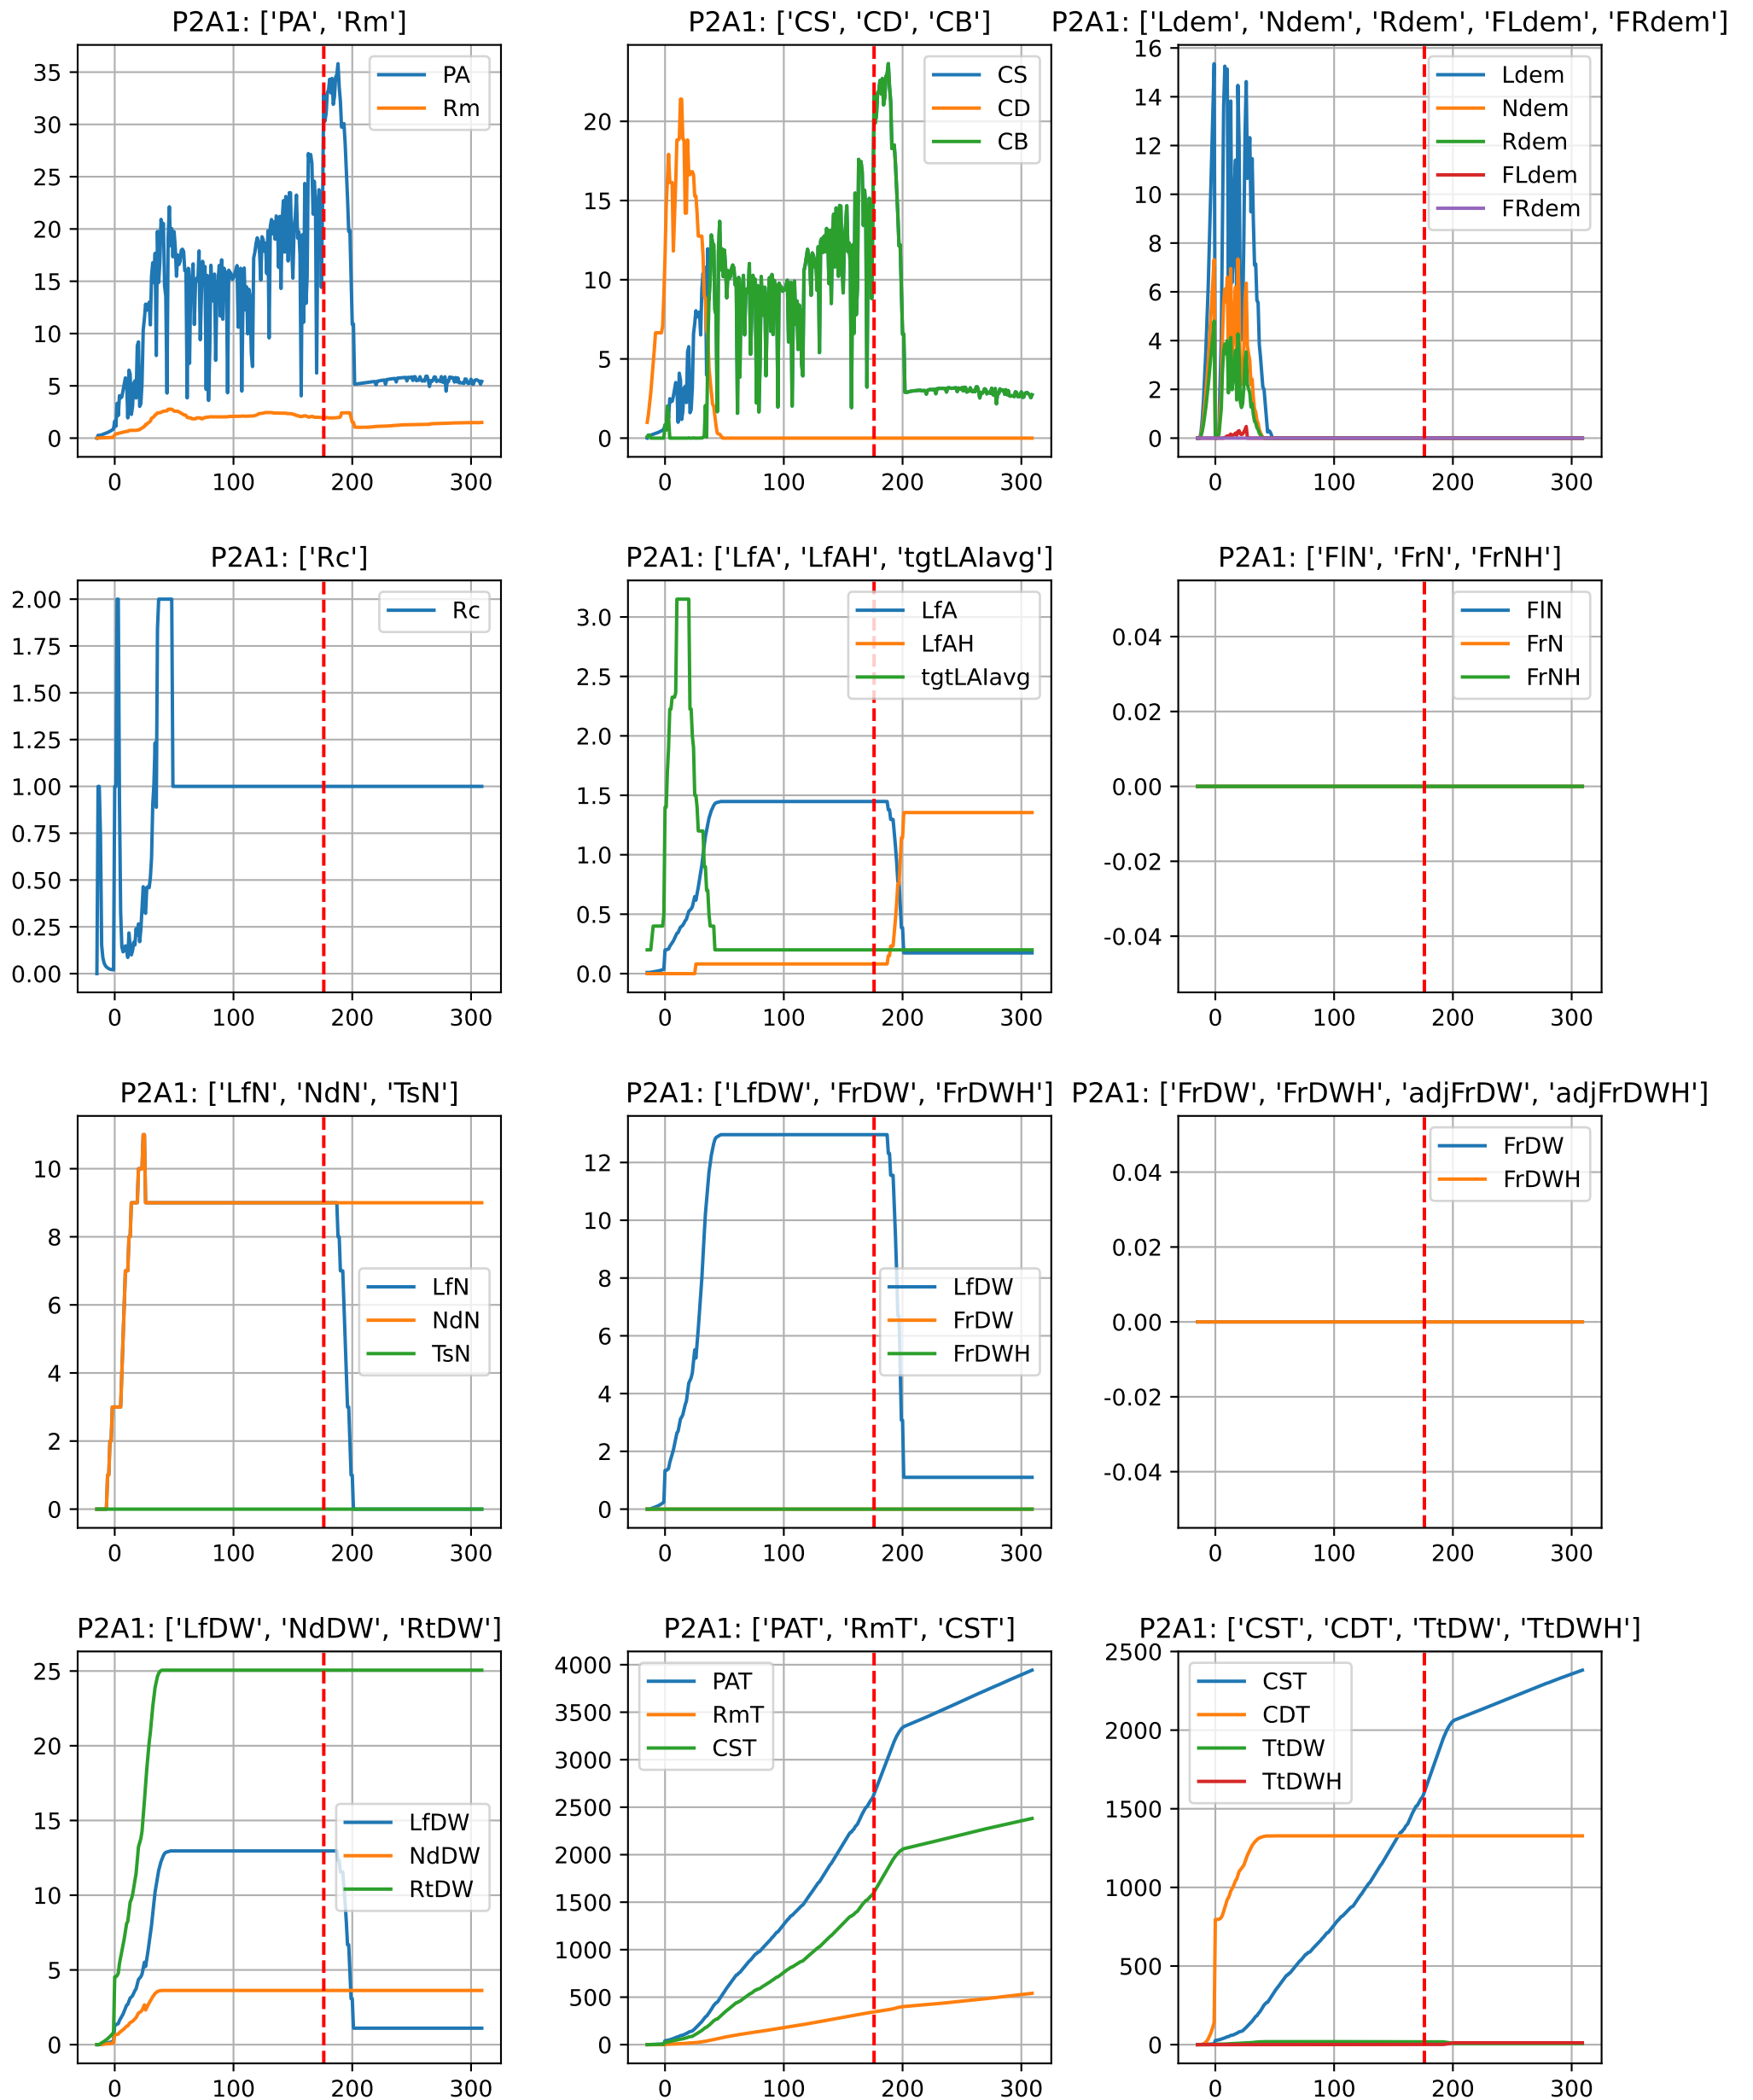 P2A1: ['PA', 'Rm']
35
30
25
20
15
10
5
0
0 100 200 300
PA
Rm
P2A1: ['CS', 'CD', 'CB']
20
15
10
5
0
0 100 200 300
CS
CD
CB
P2A1: ['Ldem', 'Ndem', 'Rdem', 'FLdem', 'FRdem']
16
14
12
10
8
6
4
2
0
0 100 200 300
Ldem
Ndem
Rdem
FLdem
FRdem
P2A1: ['Rc']
2.00
1.75
1.50
1.25
1.00
0.75
0.50
0.25
0.00
0 100 200 300
Rc
P2A1: ['LfA', 'LfAH', 'tgtLAIavg']
3.0
2.5
2.0
1.5
1.0
0.5
0.0
0 100 200 300
LfA
LfAH
tgtLAIavg
P2A1: ['FlN', 'FrN', 'FrNH']
0.04
0.02
0.00
-0.02
-0.04
0 100 200 300
FlN
FrN
FrNH
P2A1: ['LfN', 'NdN', 'TsN']
10
8
6
4
2
0
0 100 200 300
LfN
NdN
TsN
P2A1: ['LfDW', 'FrDW', 'FrDWH']
12
10
8
6
4
2
0
0 100 200 300
LfDW
FrDW
FrDWH
P2A1: ['FrDW', 'FrDWH', 'adjFrDW', 'adjFrDWH']
0.04
0.02
0.00
-0.02
-0.04
0 100 200 300
FrDW
FrDWH
P2A1: ['LfDW', 'NdDW', 'RtDW']
25
20
15
10
5
0
0 100 200 300
LfDW
NdDW
RtDW
P2A1: ['PAT', 'RmT', 'CST']
4000
3500
3000
2500
2000
1500
1000
500
0
0 100 200 300
PAT
RmT
CST
P2A1: ['CST', 'CDT', 'TtDW', 'TtDWH']
2500
2000
1500
1000
500
0
0 100 200 300
CST
CDT
TtDW
TtDWH